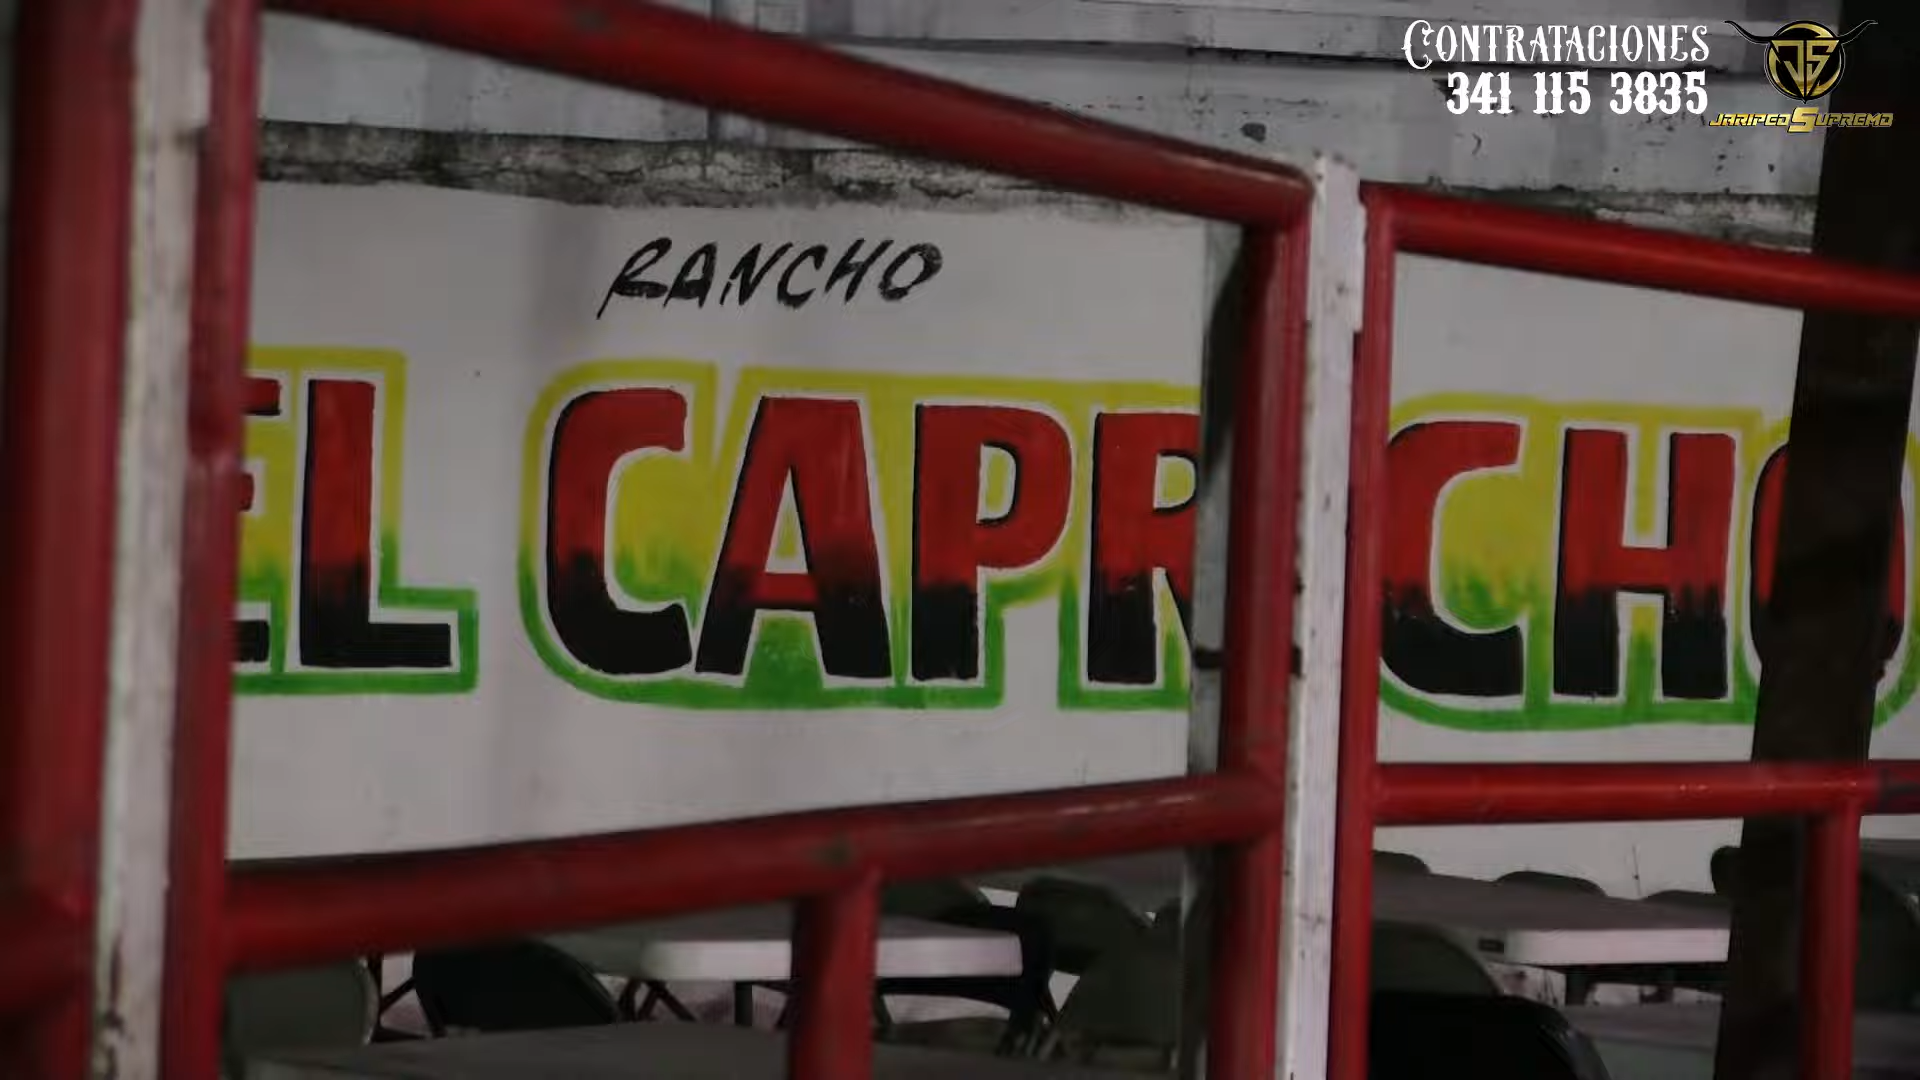 CONTRATACIONES
341 115 3835
JS
JARIPEO SUPREMO
RANCHO
EL CAPR CHO